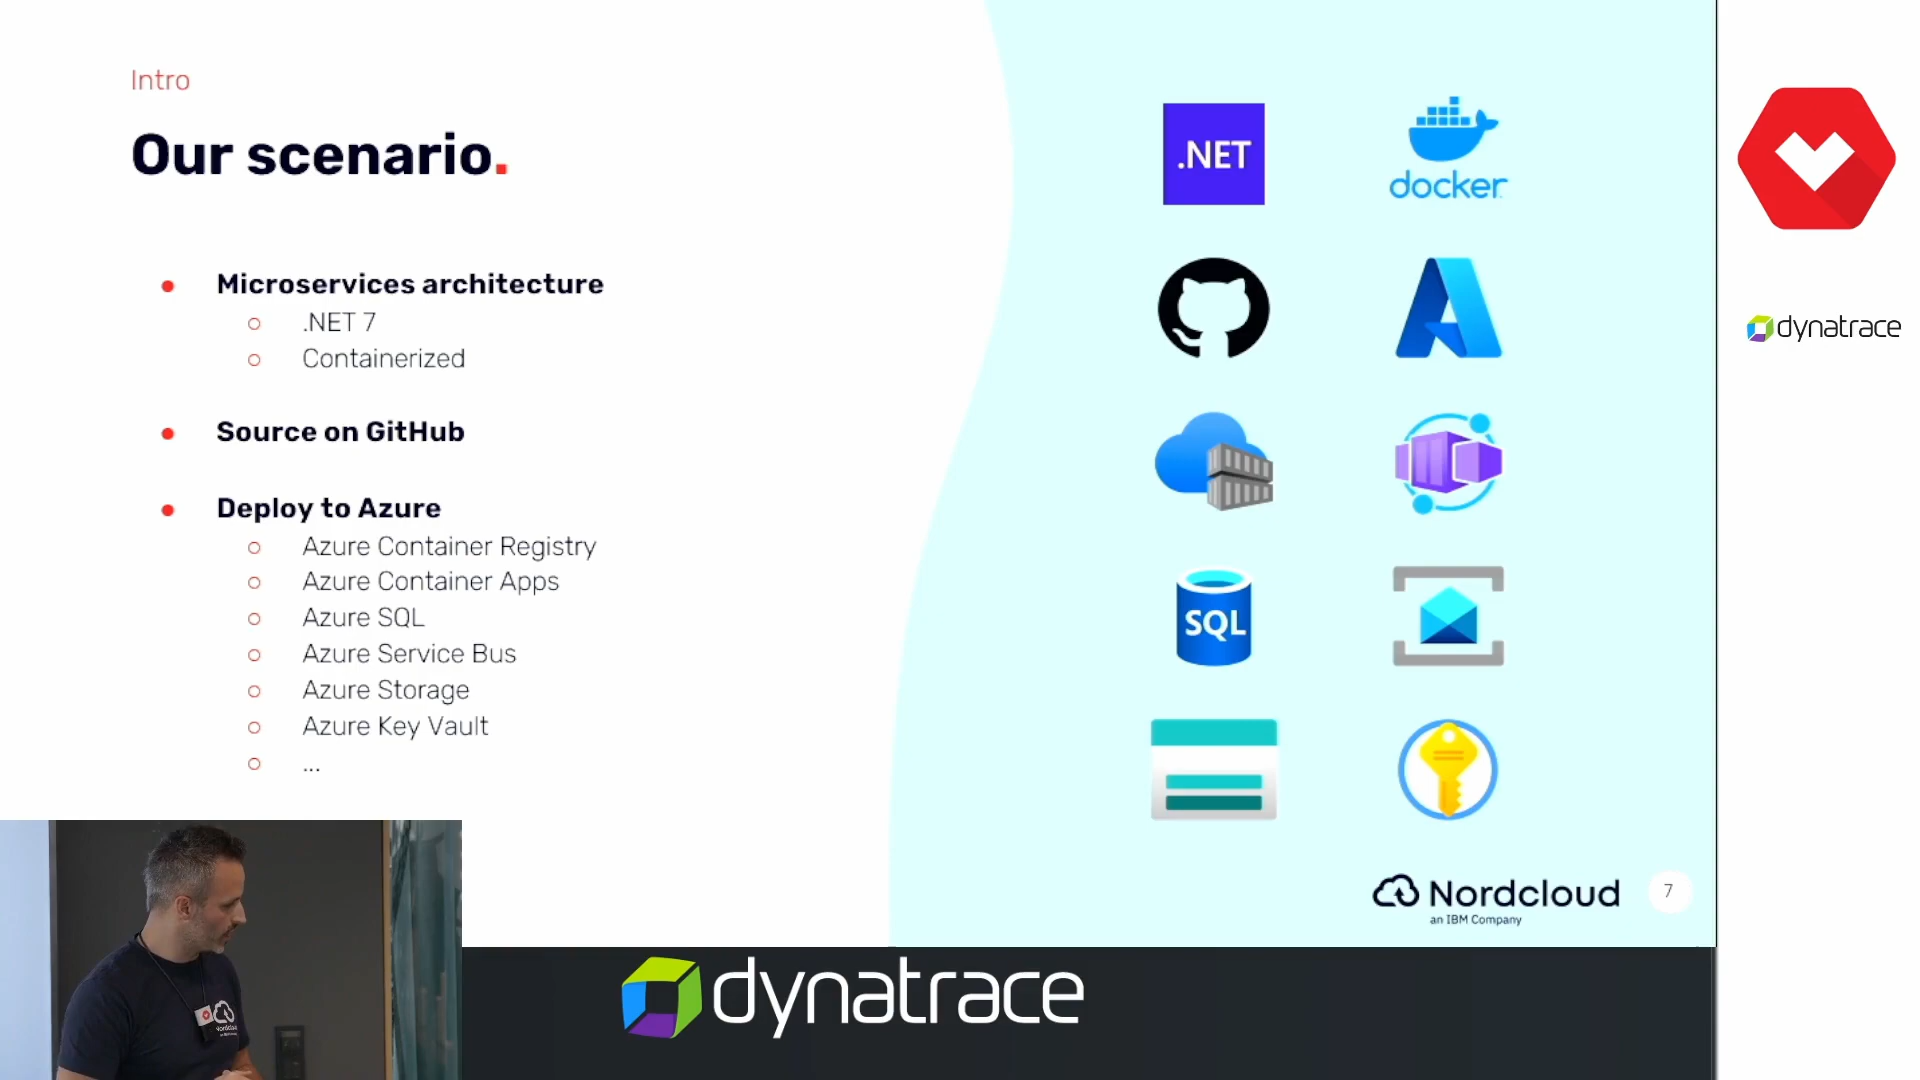 Intro
Our scenario.
Microservices architecture
.NET 7
Containerized
Source on GitHub
Deploy to Azure
Azure Container Registry
Azure Container Apps
Azure SQL
Azure Service Bus
Azure Storage
Azure Key Vault
...
.NET
docker
SQL
Nordcloud
an IBM Company
7
dynatrace
dynatrace
Nordcloud